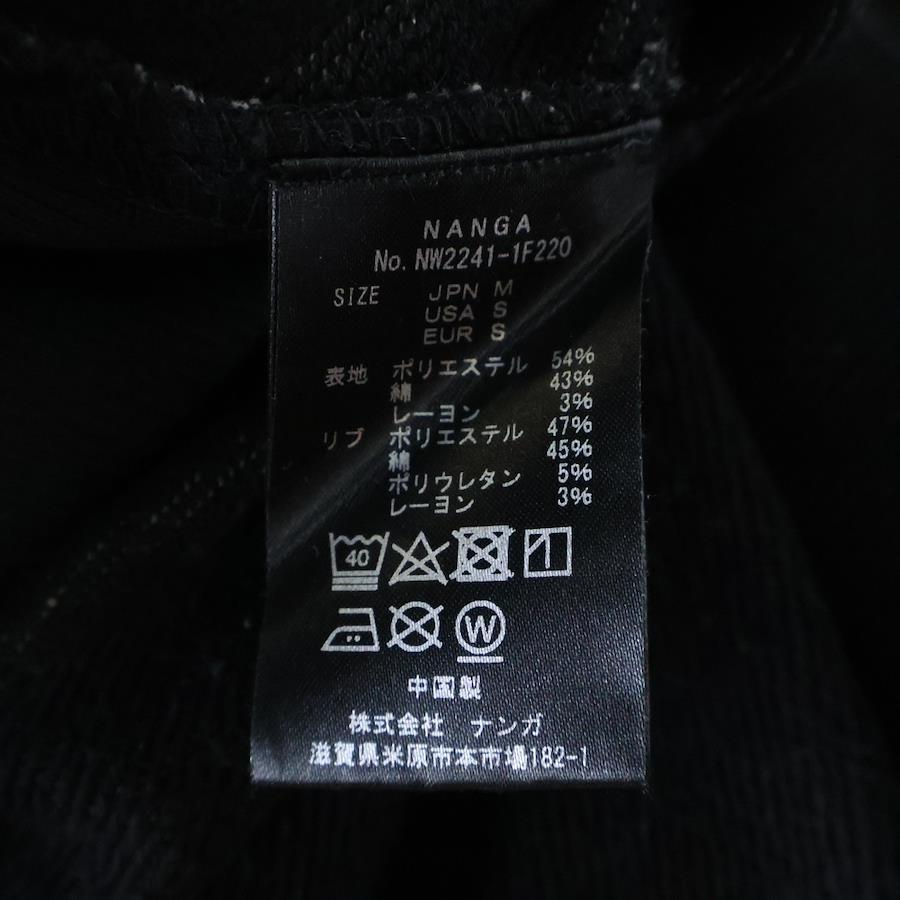 NANGA
No. NW2241-1F220
SIZE JPN M
USA S
EUR S
表地 ポリエステル 54%
綿 43%
レーヨン 3%
リブ ポリエステル 47%
綿 45%
ポリウレタン 5%
レーヨン 3%
40
W
中国製
株式会社 ナンガ
滋賀県米原市本市場182-1